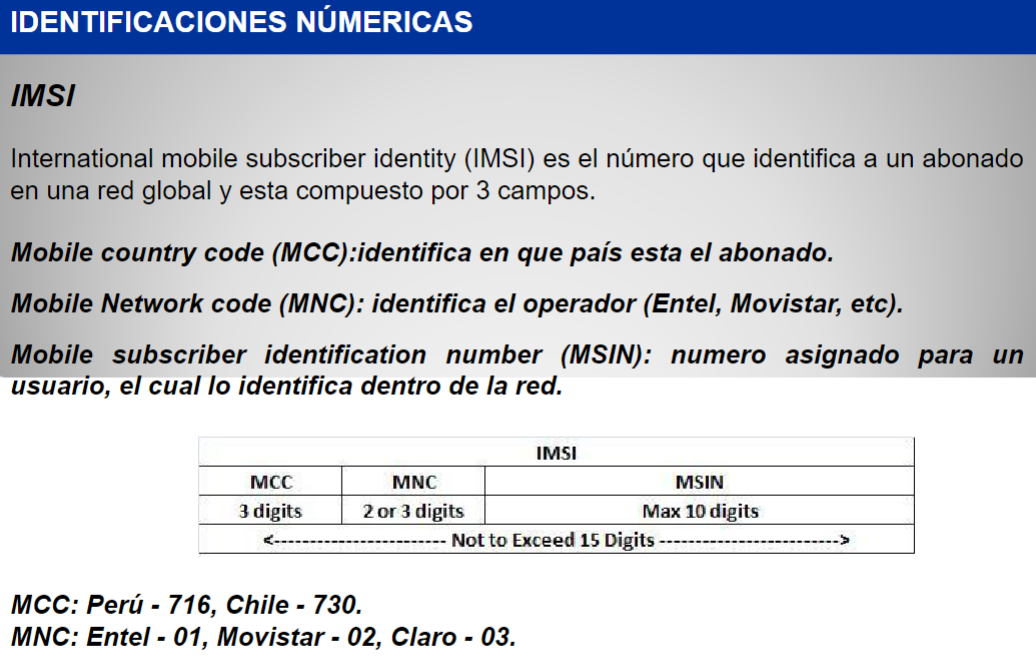 IDENTIFICACIONES NÚMERICAS
IMSI
International mobile subscriber identity (IMSI) es el número que identifica a un abonado
en una red global y esta compuesto por 3 campos.
Mobile country code (MCC):identifica en que país esta el abonado.
Mobile Network code (MNC): identifica el operador (Entel, Movistar, etc).
Mobile subscriber identification number (MSIN): numero asignado para un
usuario, el cual lo identifica dentro de la red.
IMSI
MCC MNC MSIN
3 digits 2 or 3 digits Max 10 digits
<------------------------ Not to Exceed 15 Digits ------------------------->
MCC: Perú - 716, Chile - 730.
MNC: Entel - 01, Movistar - 02, Claro - 03.